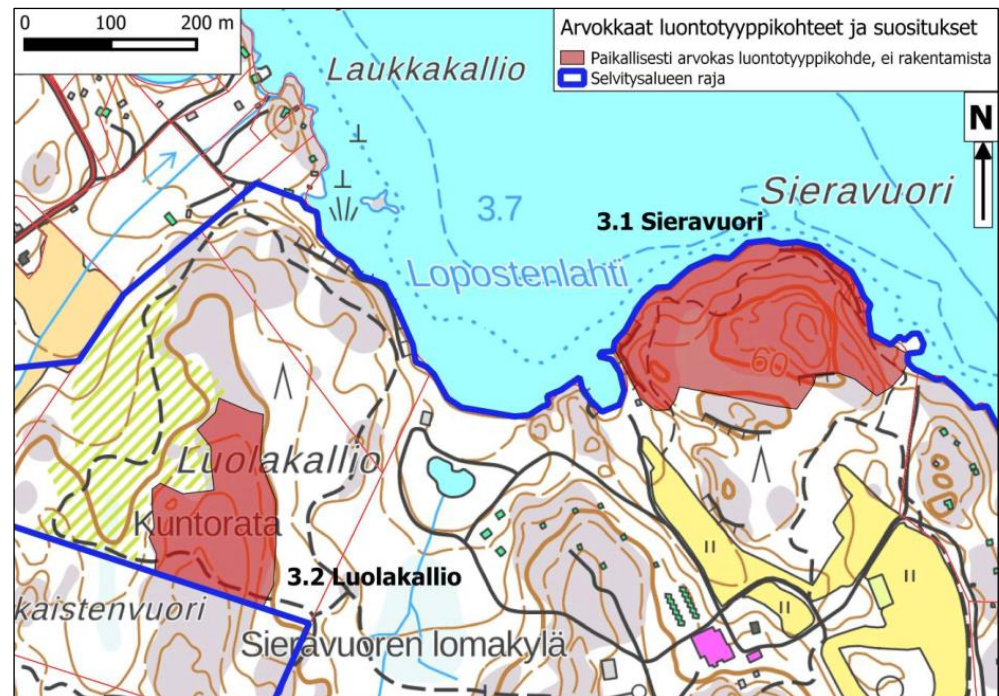 0 100 200 m
Arvokkaat luontotyyppikohteet ja suositukset
Paikallisesti arvokas luontotyyppikohde, ei rakentamista
Selvitysalueen raja
N
Laukkakallio
Sieravuori
3.7
3.1 Sieravuori
Lopostenlahti
60
Luolakallio
Kuntorata
3.2 Luolakallio
kaistenvuori
Sieravuoren lomakylä